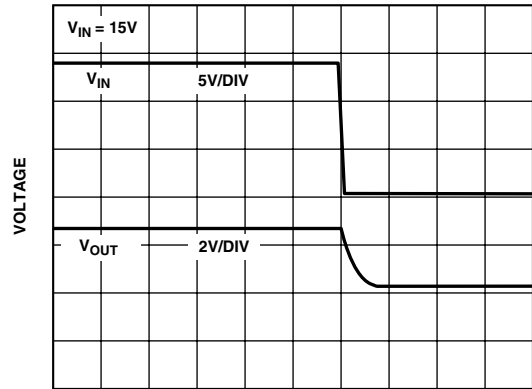 V_IN = 15V
V_IN 5V/DIV
VOLTAGE
V_OUT 2V/DIV